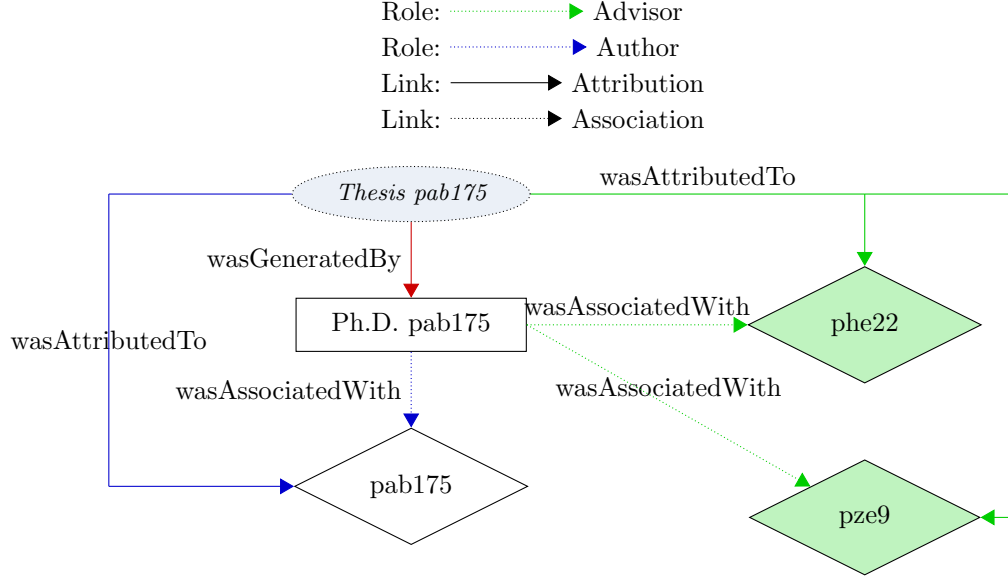 Role: Advisor
Role: Author
Link: Attribution
Link: Association
wasAttributedTo
Thesis pab175
wasGeneratedBy
wasAssociatedWith
Ph.D. pab175
phe22
wasAttributedTo
wasAssociatedWith
wasAssociatedWith
pab175
pze9